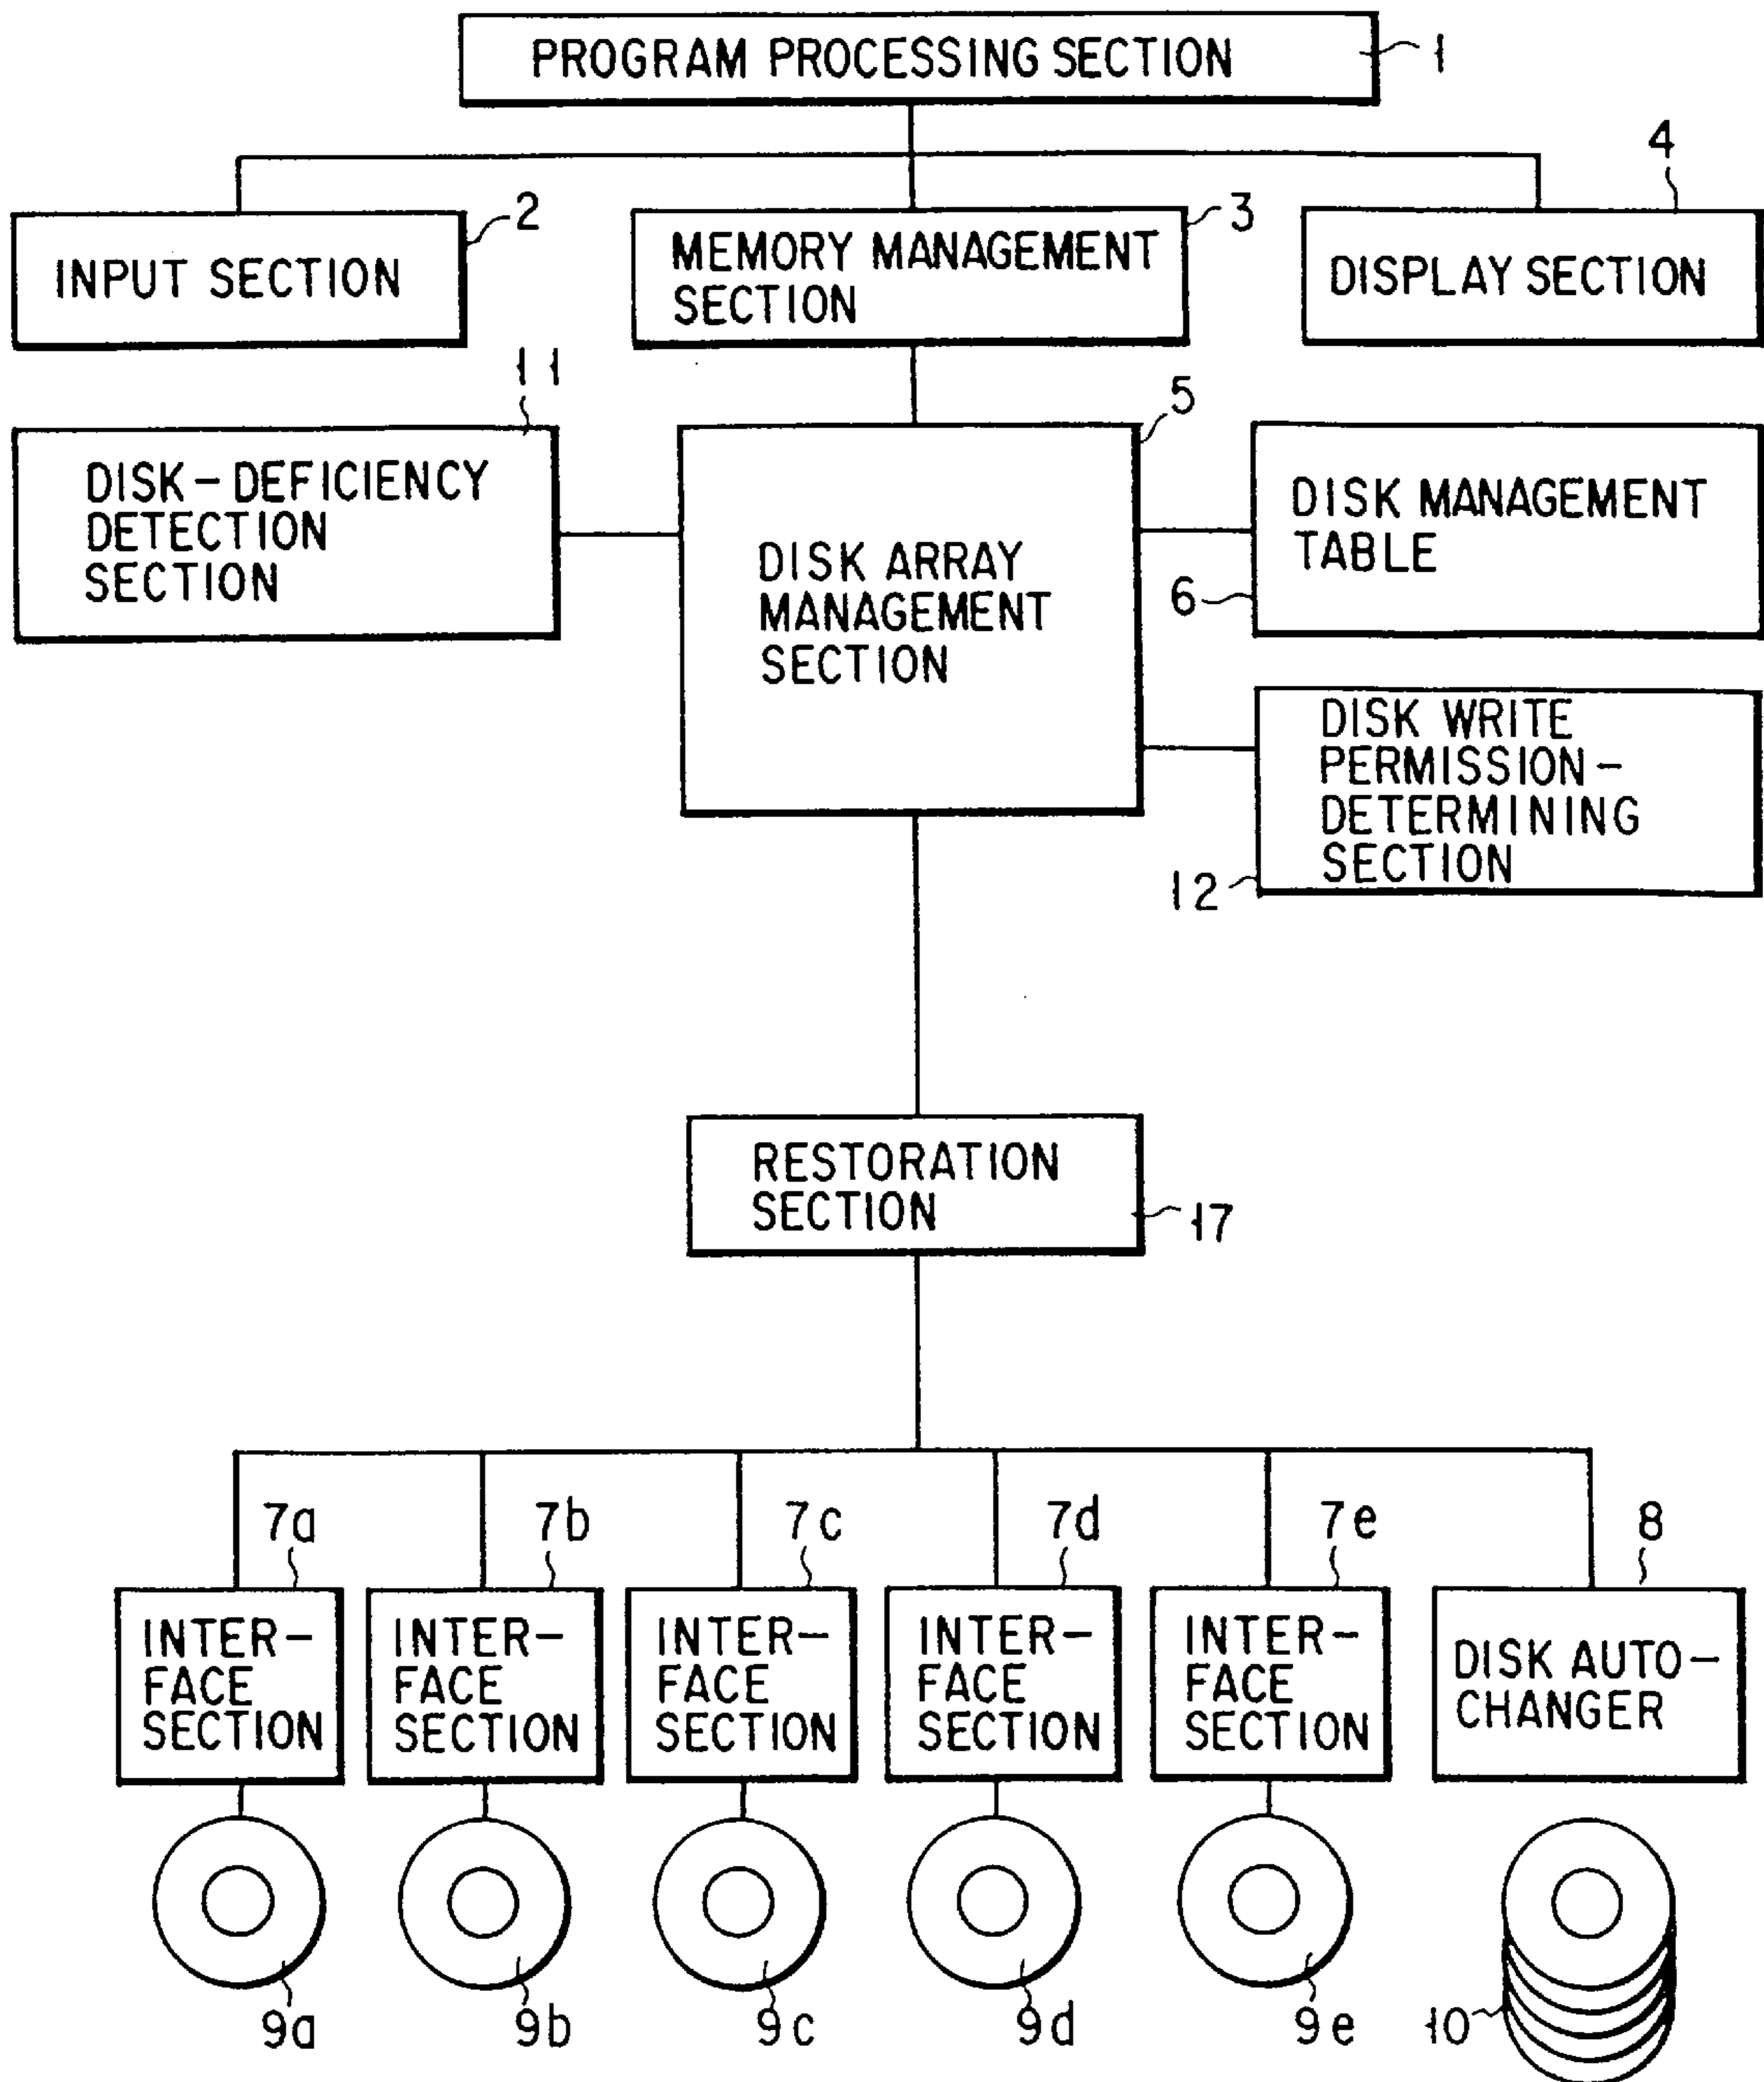 PROGRAM PROCESSING SECTION
1
INPUT SECTION
2
MEMORY MANAGEMENT
SECTION
3
DISPLAY SECTION
4
DISK-DEFICIENCY
DETECTION
SECTION
11
DISK ARRAY
MANAGEMENT
SECTION
5
DISK MANAGEMENT
TABLE
6
DISK WRITE
PERMISSION-
DETERMINING
SECTION
12
RESTORATION
SECTION
17
7a
7b
7c
7d
7e
8
INTER-
FACE
SECTION
INTER-
FACE
SECTION
INTER-
FACE
SECTION
INTER-
FACE
SECTION
INTER-
FACE
SECTION
DISK AUTO-
CHANGER
9a
9b
9c
9d
9e
10